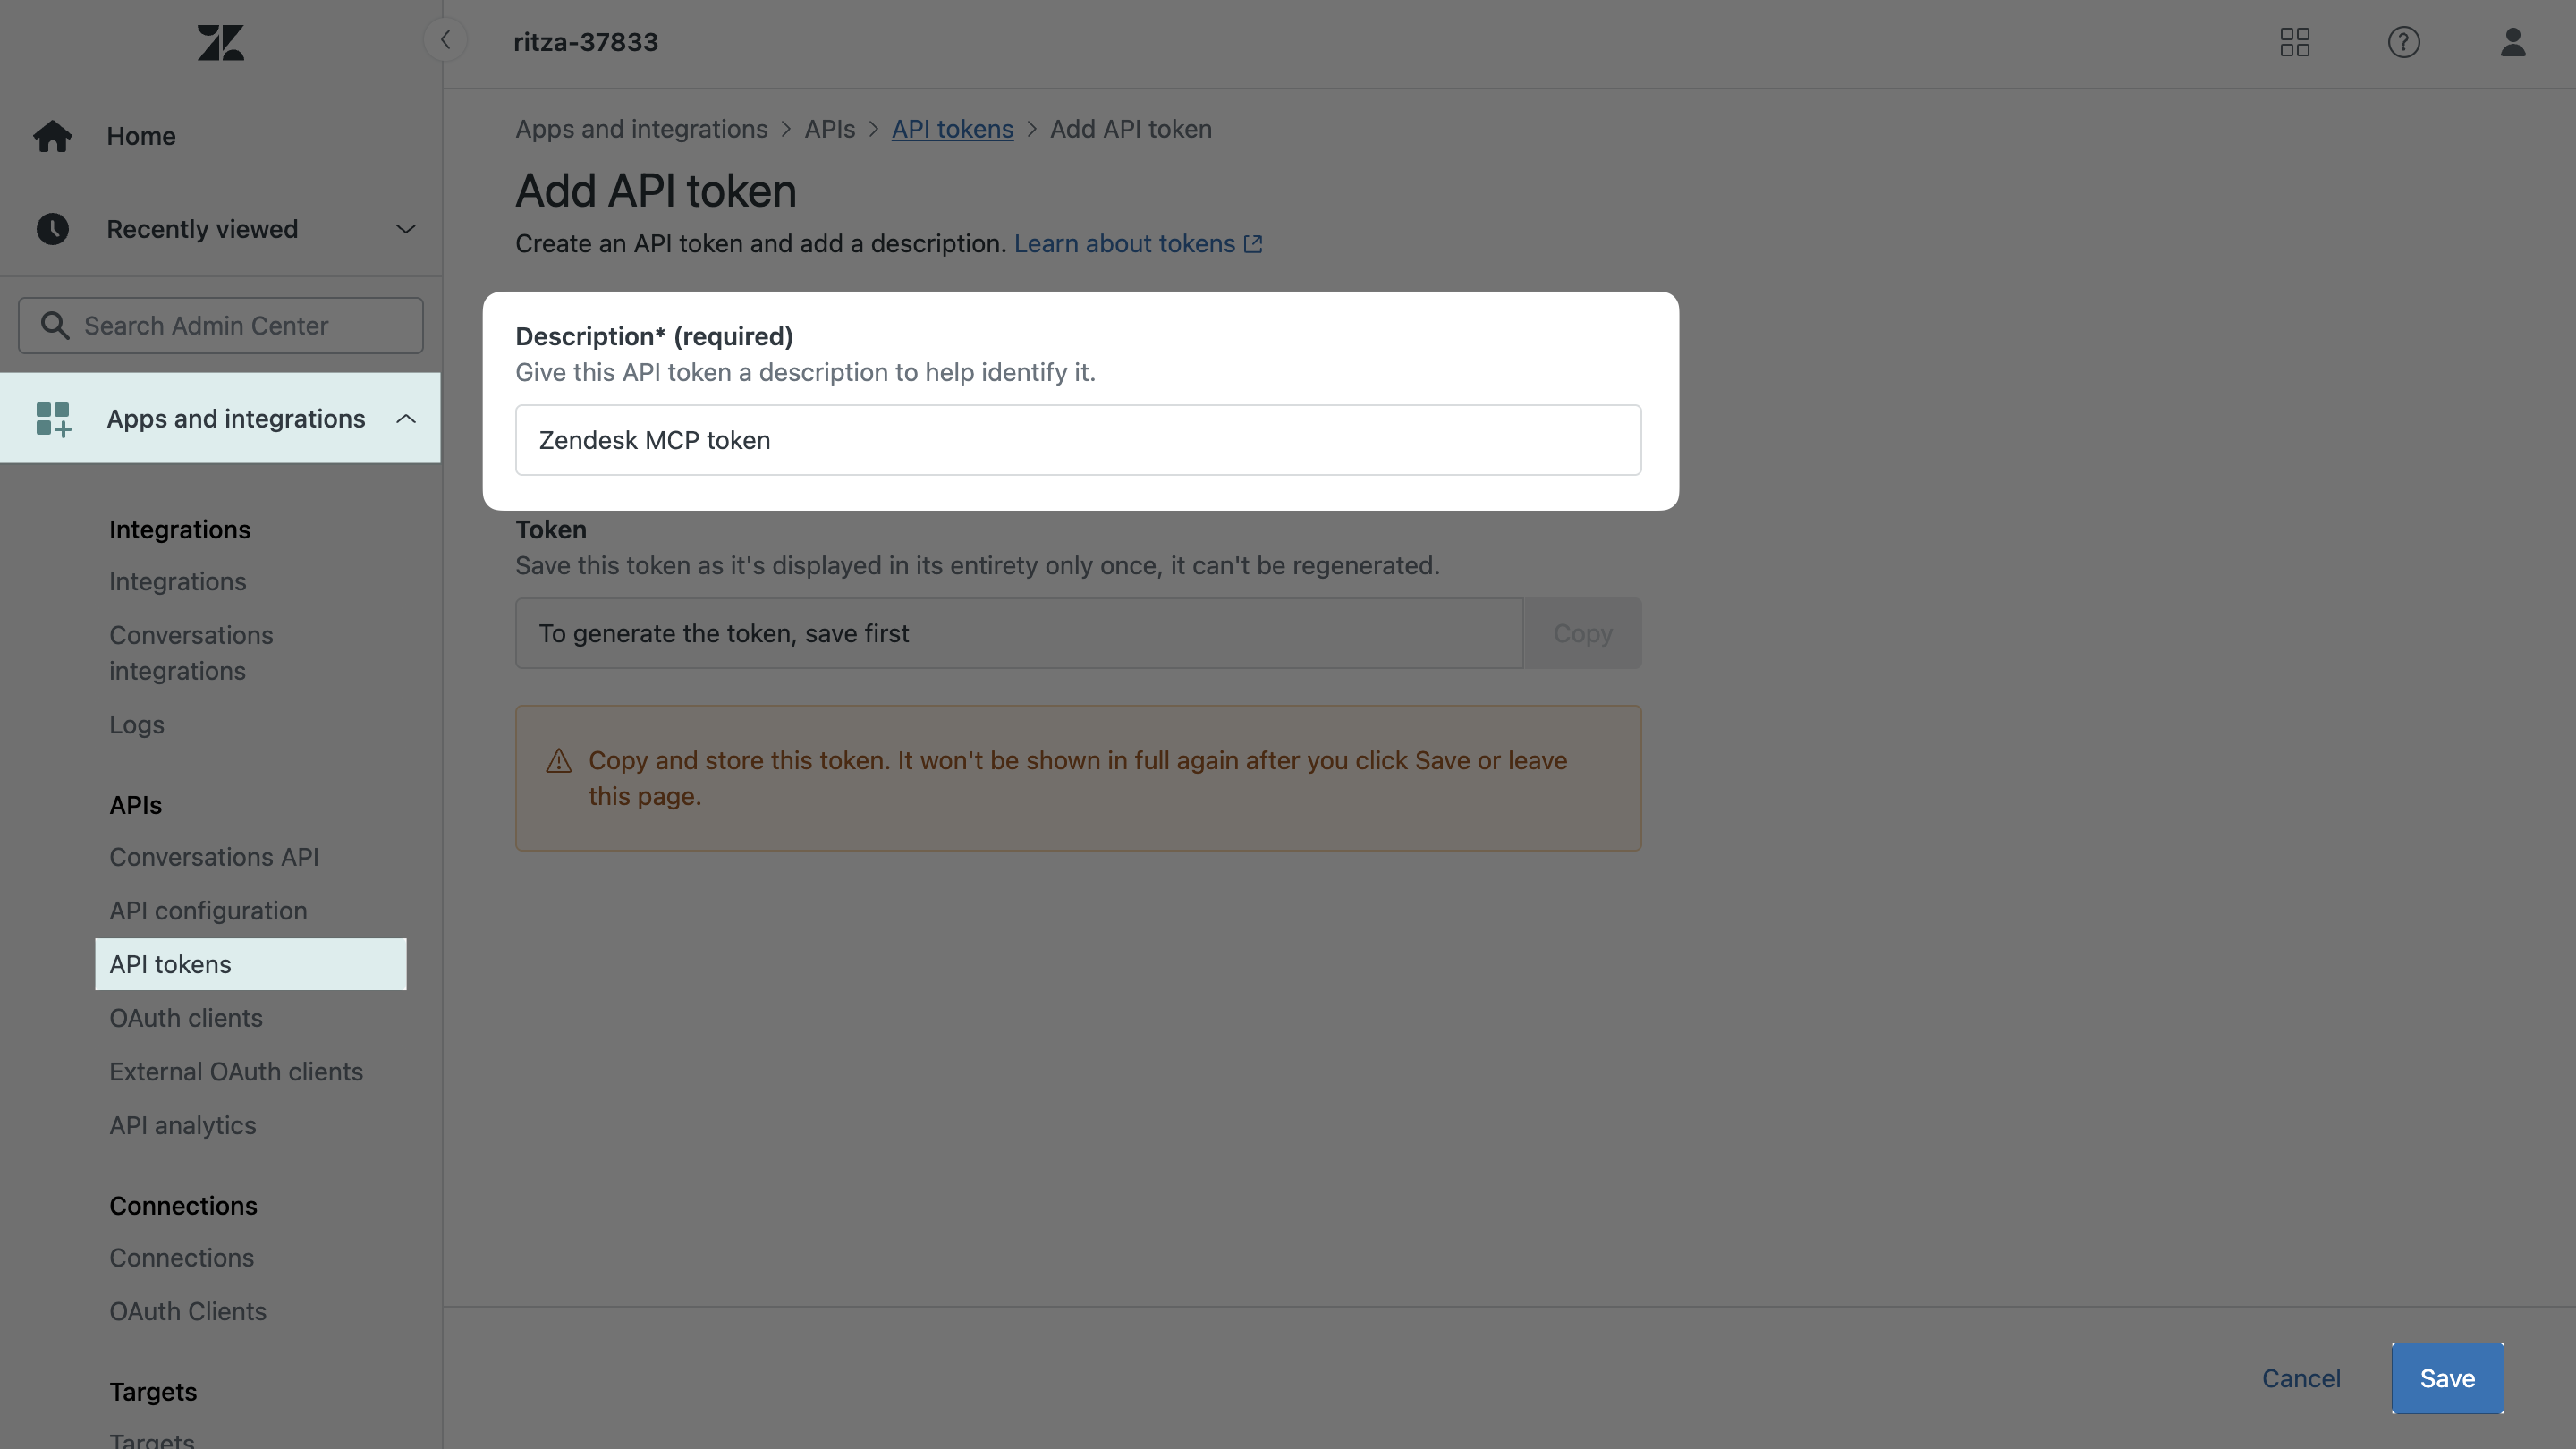 ritza-37833
Home
Recently viewed
Search Admin Center
Apps and integrations
Integrations
Integrations
Conversations
integrations
Logs
APIs
Conversations API
API configuration
API tokens
OAuth clients
External OAuth clients
API analytics
Connections
Connections
OAuth Clients
Targets
Targets
Apps and integrations > APIs > API tokens > Add API token
Add API token
Create an API token and add a description. Learn about tokens
Description* (required)
Give this API token a description to help identify it.
Zendesk MCP token
Token
Save this token as it's displayed in its entirety only once, it can't be regenerated.
To generate the token, save first
Copy
Copy and store this token. It won't be shown in full again after you click Save or leave
this page.
Cancel
Save